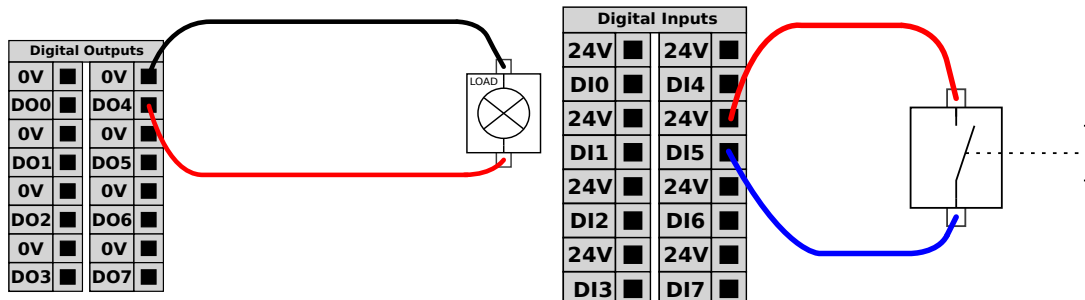 Digital Outputs
0V 0V
DO0 DO4
0V 0V
DO1 DO5
0V 0V
DO2 DO6
0V 0V
DO3 DO7
LOAD
Digital Inputs
24V 24V
DI0 DI4
24V 24V
DI1 DI5
24V 24V
DI2 DI6
24V 24V
DI3 DI7